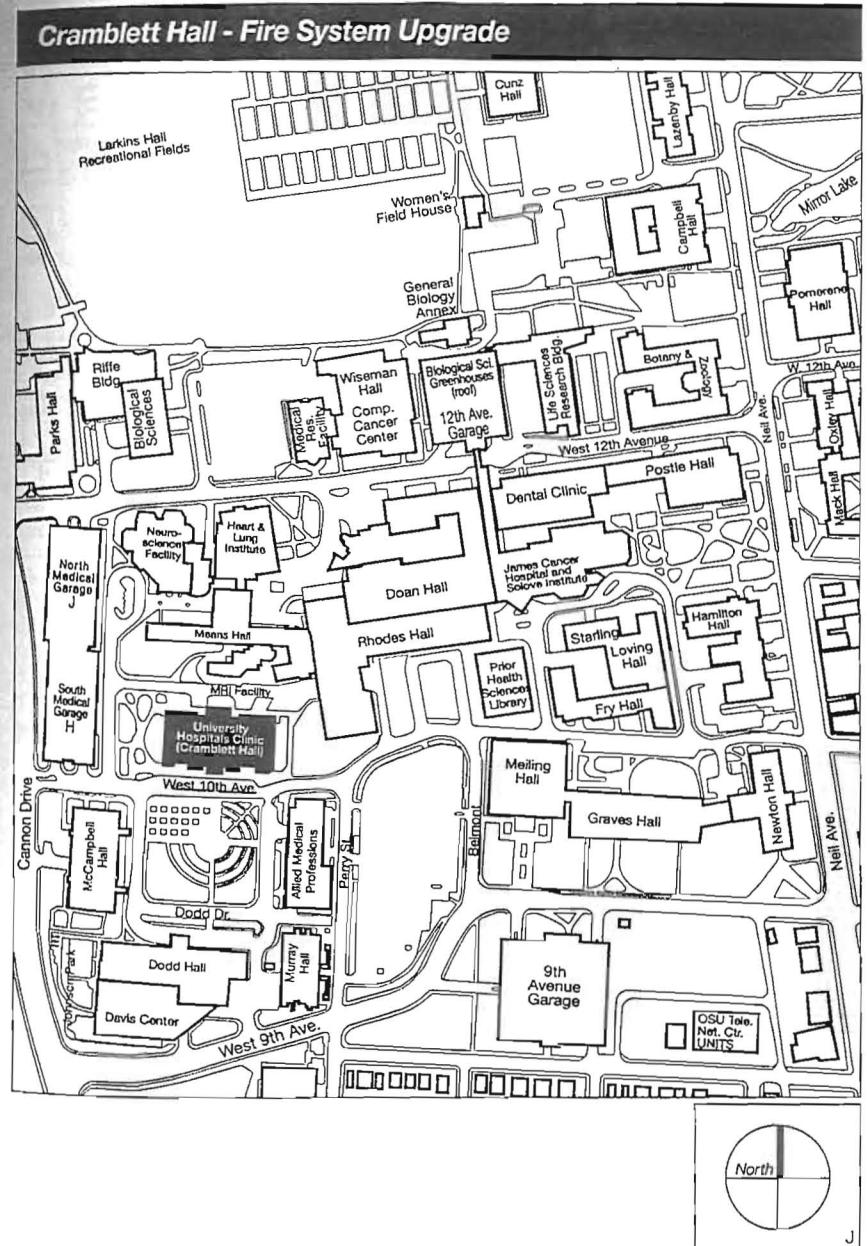 Cramblett Hall - Fire System Upgrade
Larkins Hall
Recreational Fields
Cunz
Hall
Lazenby Hall
Women's
Field House
Campbell
Hall
Mirror Lake
General
Biology
Annex
Pomerene
Hall
Parks Hall
Riffe
Bldg.
Biological
Sciences
Medical
Res.
Facility
Wiseman
Hall
Comp.
Cancer
Center
Biological Sci.
Greenhouses
(roof)
12th Ave.
Garage
Life Sciences
Research Bldg.
Botany &
Zoology
W. 12th Ave.
Neil Ave.
Oxley Hall
Mack Hall
West 12th Avenue
Dental Clinic
Postle Hall
North
Medical
Garage
J
Neuro-
science
Facility
Heart &
Lung
Institute
Doan Hall
James Cancer
Hospital and
Solove Institute
Means Hall
Rhodes Hall
Starling
Loving
Hall
Hamilton
Hall
South
Medical
Garage
H
MRI Facility
Prior
Health
Sciences
Library
Fry Hall
University
Hospitals Clinic
(Cramblett Hall)
West 10th Ave.
Cannon Drive
McCampbell
Hall
Allied Medical
Professions
Perry St.
Belmont
Meiling
Hall
Graves Hall
Newton Hall
Neil Ave.
Dodd Dr.
Dodd Hall
Murray
Hall
Davis Center
West 9th Ave.
9th
Avenue
Garage
OSU Tele.
Net. Ctr.
UNITS
North
J